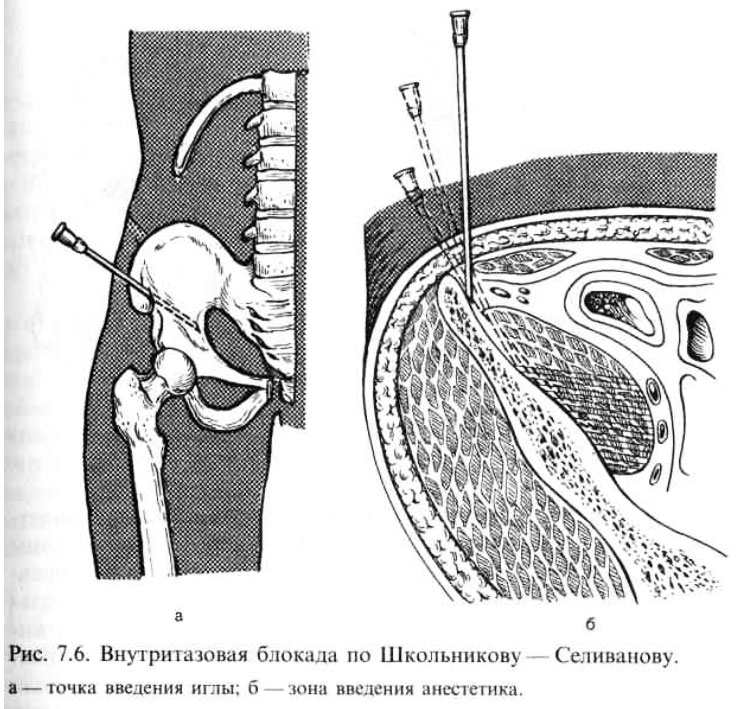 а
б
Рис. 7.6. Внутритазовая блокада по Школьникову — Селиванову.
а — точка введения иглы; б — зона введения анестетика.